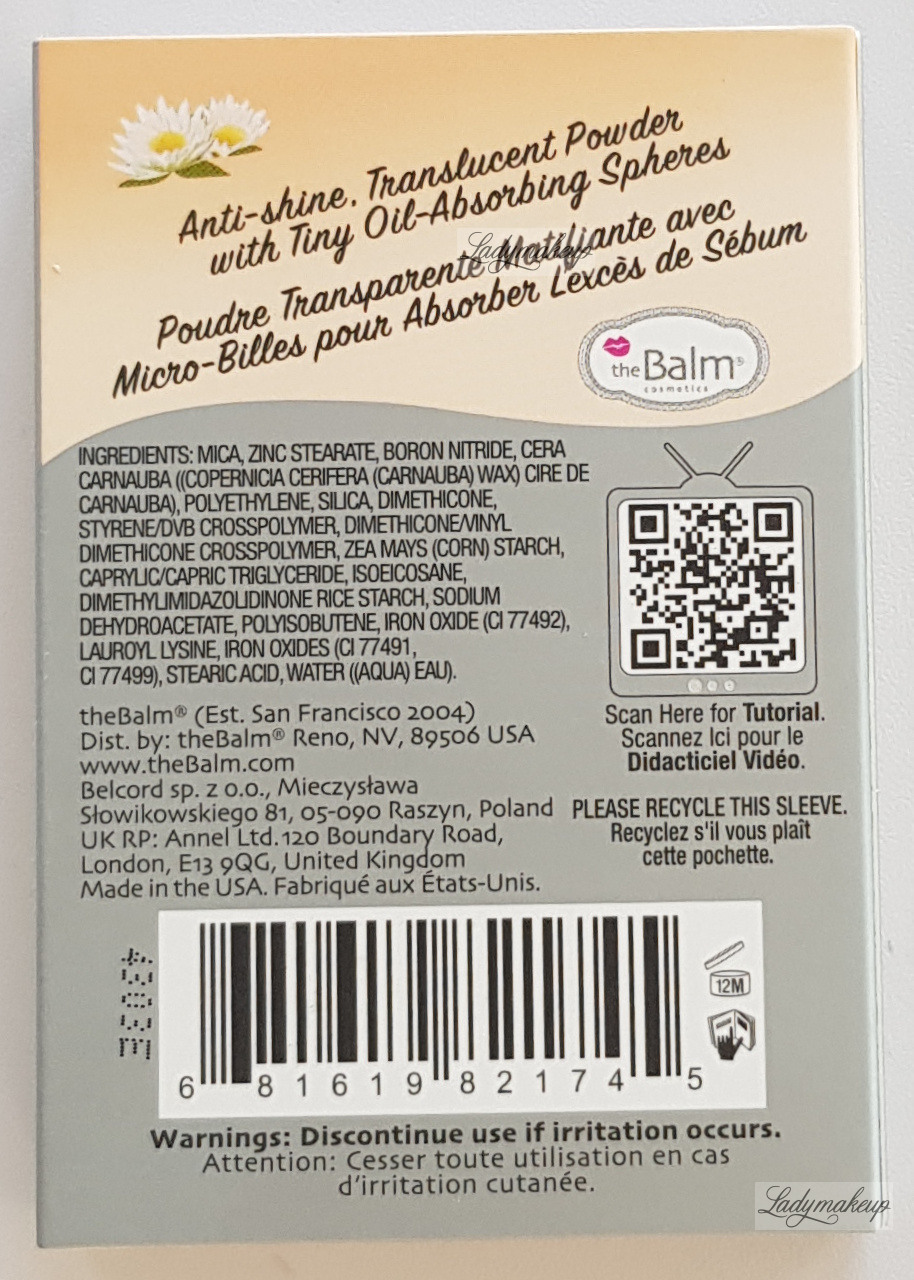 Anti-shine. Translucent Powder
with Tiny Oil-Absorbing Spheres
Poudre Transparente Matifiante avec
Micro-Billes pour Absorber L'excès de Sébum
Ladymakeup
the Balm®
cosmetics
INGREDIENTS: MICA, ZINC STEARATE, BORON NITRIDE, CERA
CARNAUBA ((COPERNICIA CERIFERA (CARNAUBA) WAX) CIRE DE
CARNAUBA), POLYETHYLENE, SILICA, DIMETHICONE,
STYRENE/DVB CROSSPOLYMER, DIMETHICONE/VINYL
DIMETHICONE CROSSPOLYMER, ZEA MAYS (CORN) STARCH,
CAPRYLIC/CAPRIC TRIGLYCERIDE, ISOEICOSANE,
DIMETHYLIMIDAZOLIDINONE RICE STARCH, SODIUM
DEHYDROACETATE, POLYISOBUTENE, IRON OXIDE (CI 77492),
LAUROYL LYSINE, IRON OXIDES (CI 77491,
CI 77499), STEARIC ACID, WATER ((AQUA) EAU).
theBalm® (Est. San Francisco 2004)
Dist. by: theBalm® Reno, NV, 89506 USA
www.theBalm.com
Belcord sp. z o.o., Mieczysława
Słowikowskiego 81, 05-090 Raszyn, Poland
UK RP: Annel Ltd. 120 Boundary Road,
London, E13 9QG, United Kingdom
Made in the USA. Fabriqué aux États-Unis.
Scan Here for Tutorial.
Scannez Ici pour le
Didacticiel Vidéo.
PLEASE RECYCLE THIS SLEEVE.
Recyclez s'il vous plaît
cette pochette.
6 81619 82174 5
12M
Warnings: Discontinue use if irritation occurs.
Attention: Cesser toute utilisation en cas
d'irritation cutanée.
Ladymakeup